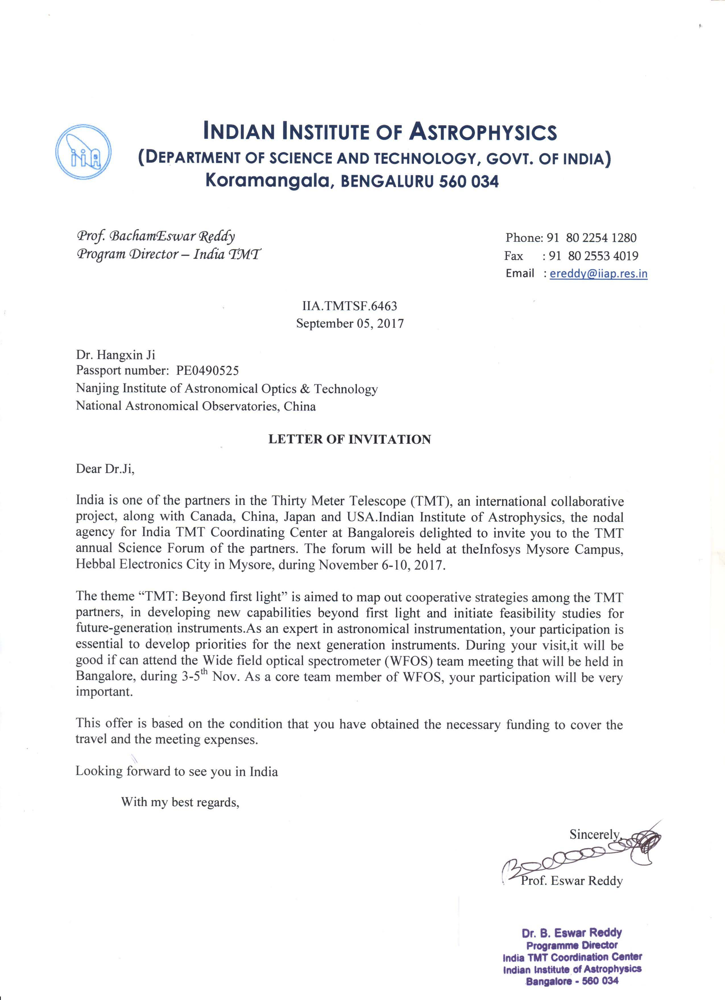 iiA
INDIAN INSTITUTE OF ASTROPHYSICS
(DEPARTMENT OF SCIENCE AND TECHNOLOGY, GOVT. OF INDIA)
Koramangala, BENGALURU 560 034
Prof. BachamEswar Reddy
Program Director – India TMT
Phone: 91 80 2254 1280
Fax : 91 80 2553 4019
Email : ereddy@iiap.res.in
IIA.TMTSF.6463
September 05, 2017
Dr. Hangxin Ji
Passport number: PE0490525
Nanjing Institute of Astronomical Optics & Technology
National Astronomical Observatories, China
LETTER OF INVITATION
Dear Dr.Ji,
India is one of the partners in the Thirty Meter Telescope (TMT), an international collaborative
project, along with Canada, China, Japan and USA.Indian Institute of Astrophysics, the nodal
agency for India TMT Coordinating Center at Bangaloreis delighted to invite you to the TMT
annual Science Forum of the partners. The forum will be held at theInfosys Mysore Campus,
Hebbal Electronics City in Mysore, during November 6-10, 2017.
The theme “TMT: Beyond first light” is aimed to map out cooperative strategies among the TMT
partners, in developing new capabilities beyond first light and initiate feasibility studies for
future-generation instruments.As an expert in astronomical instrumentation, your participation is
essential to develop priorities for the next generation instruments. During your visit,it will be
good if can attend the Wide field optical spectrometer (WFOS) team meeting that will be held in
Bangalore, during 3-5th Nov. As a core team member of WFOS, your participation will be very
important.
This offer is based on the condition that you have obtained the necessary funding to cover the
travel and the meeting expenses.
Looking forward to see you in India
With my best regards,
Sincerely,
Prof. Eswar Reddy
Dr. B. Eswar Reddy
Programme Director
India TMT Coordination Center
Indian Institute of Astrophysics
Bangalore - 560 034